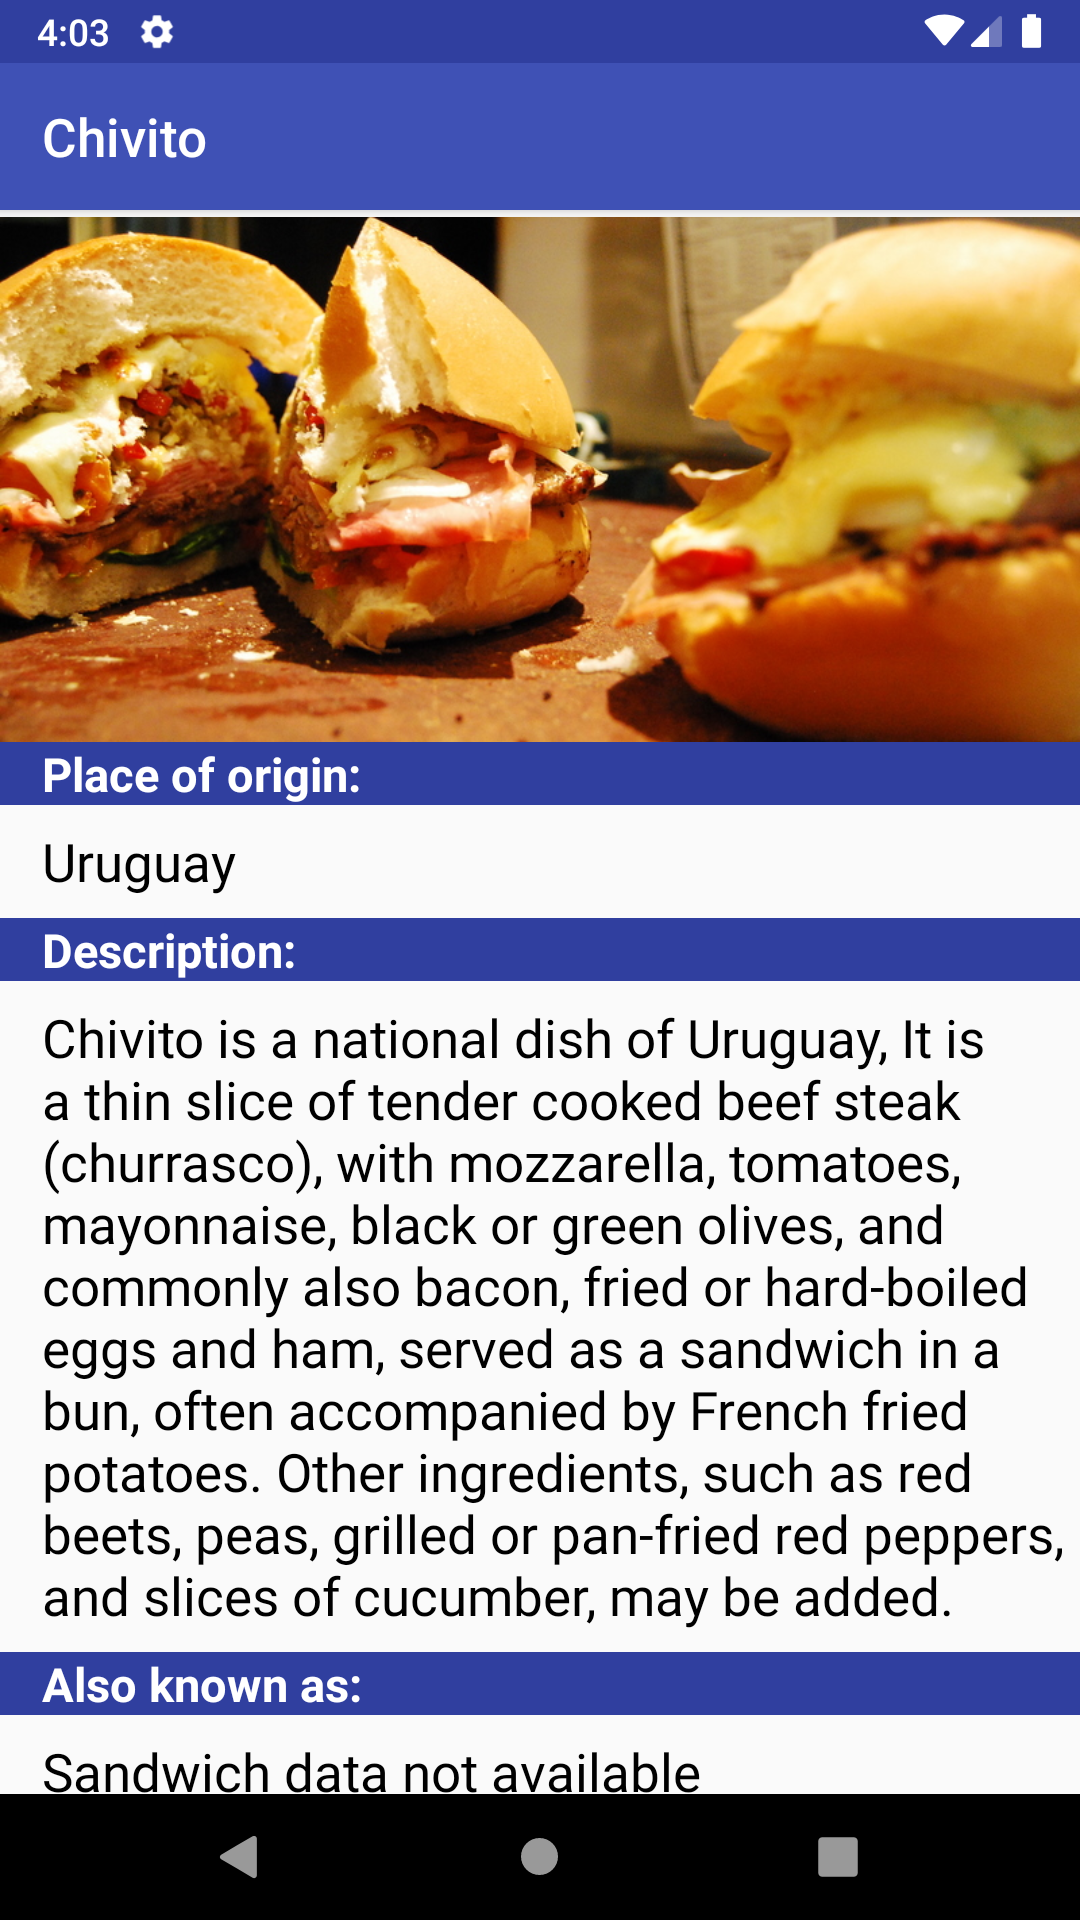 4:03
Chivito
Place of origin:
Uruguay
Description:
Chivito is a national dish of Uruguay, It is
a thin slice of tender cooked beef steak
(churrasco), with mozzarella, tomatoes,
mayonnaise, black or green olives, and
commonly also bacon, fried or hard-boiled
eggs and ham, served as a sandwich in a
bun, often accompanied by French fried
potatoes. Other ingredients, such as red
beets, peas, grilled or pan-fried red peppers,
and slices of cucumber, may be added.
Also known as:
Sandwich data not available